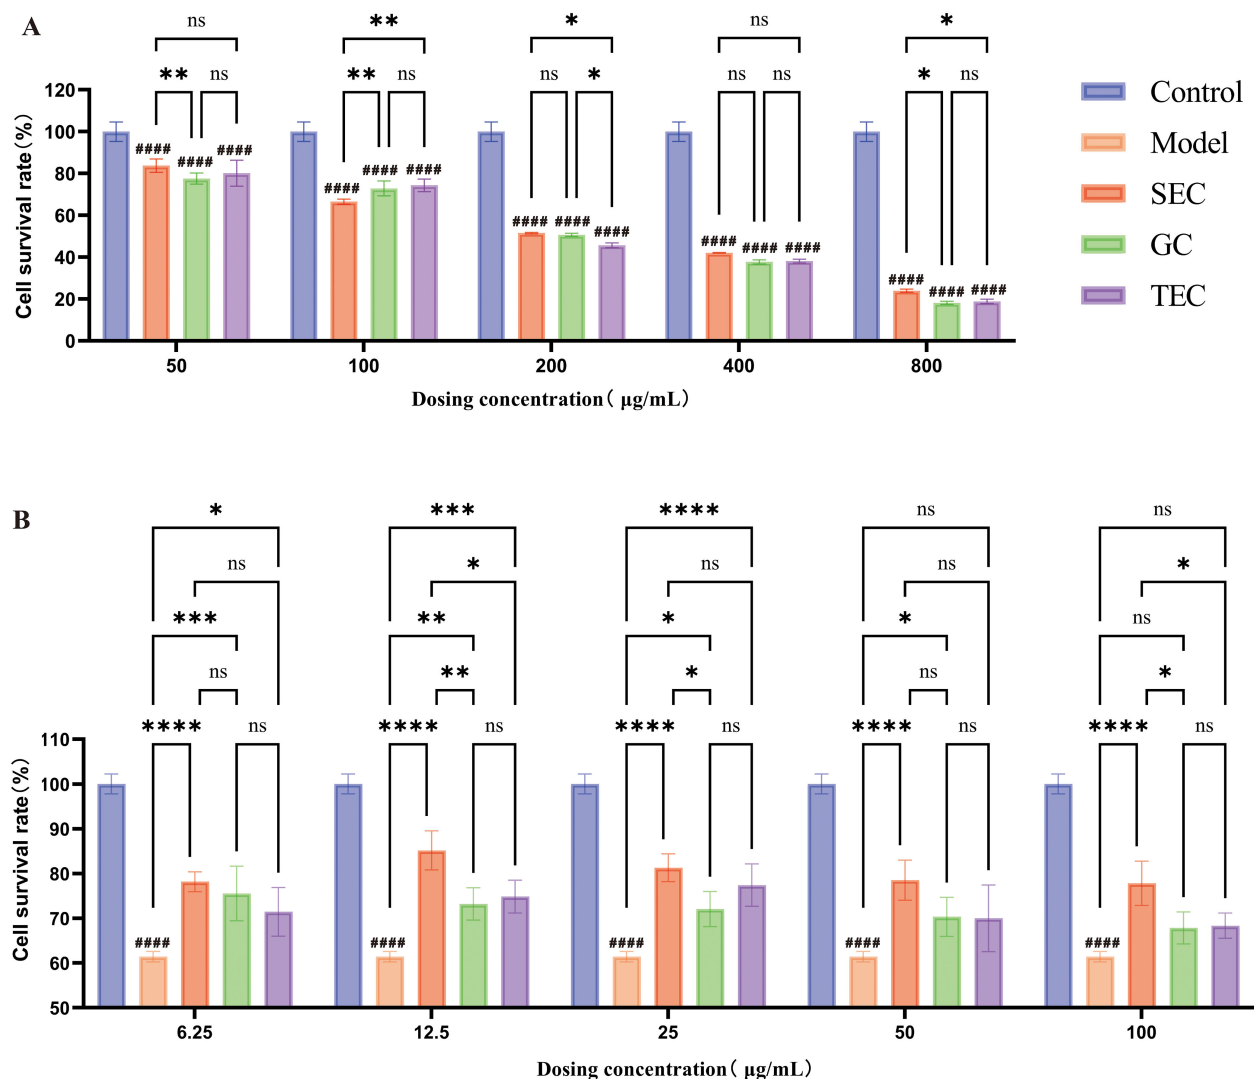 A
ns ** * ns *
** ns ** ns ns * ns ns * ns
Cell survival rate(%)
120
100
80
60
40
20
0
#### #### ####
#### #### ####
#### #### ####
#### #### ####
#### #### ####
50 100 200 400 800
Dosing concentration( μg/mL)
Control
Model
SEC
GC
TEC
B
* *** **** ns ns
ns * ns ns *
*** ** * * ns
ns ** * ns *
**** ns **** ns **** ns **** ns **** ns
Cell survival rate(%)
110
100
90
80
70
60
50
#### #### #### #### ####
6.25 12.5 25 50 100
Dosing concentration( μg/mL)